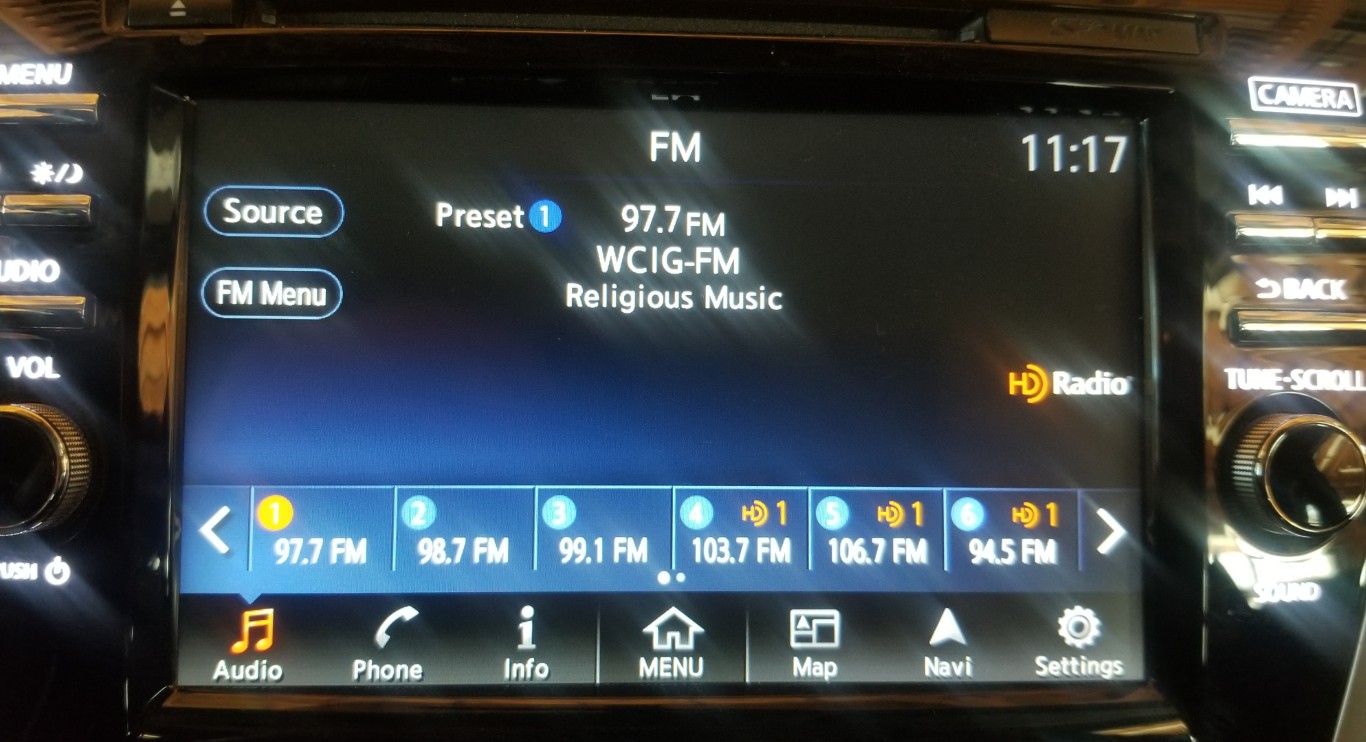 MENU
CAMERA
FM
11:17
Source
Preset 1
97.7 FM
WCIG-FM
Religious Music
FM Menu
BACK
VOL
HD Radio
TUNE-SCROLL
1
97.7 FM
2
98.7 FM
3
99.1 FM
4 HD 1
103.7 FM
5 HD 1
106.7 FM
6 HD 1
94.5 FM
SOUND
Audio
Phone
Info
MENU
Map
Navi
Settings